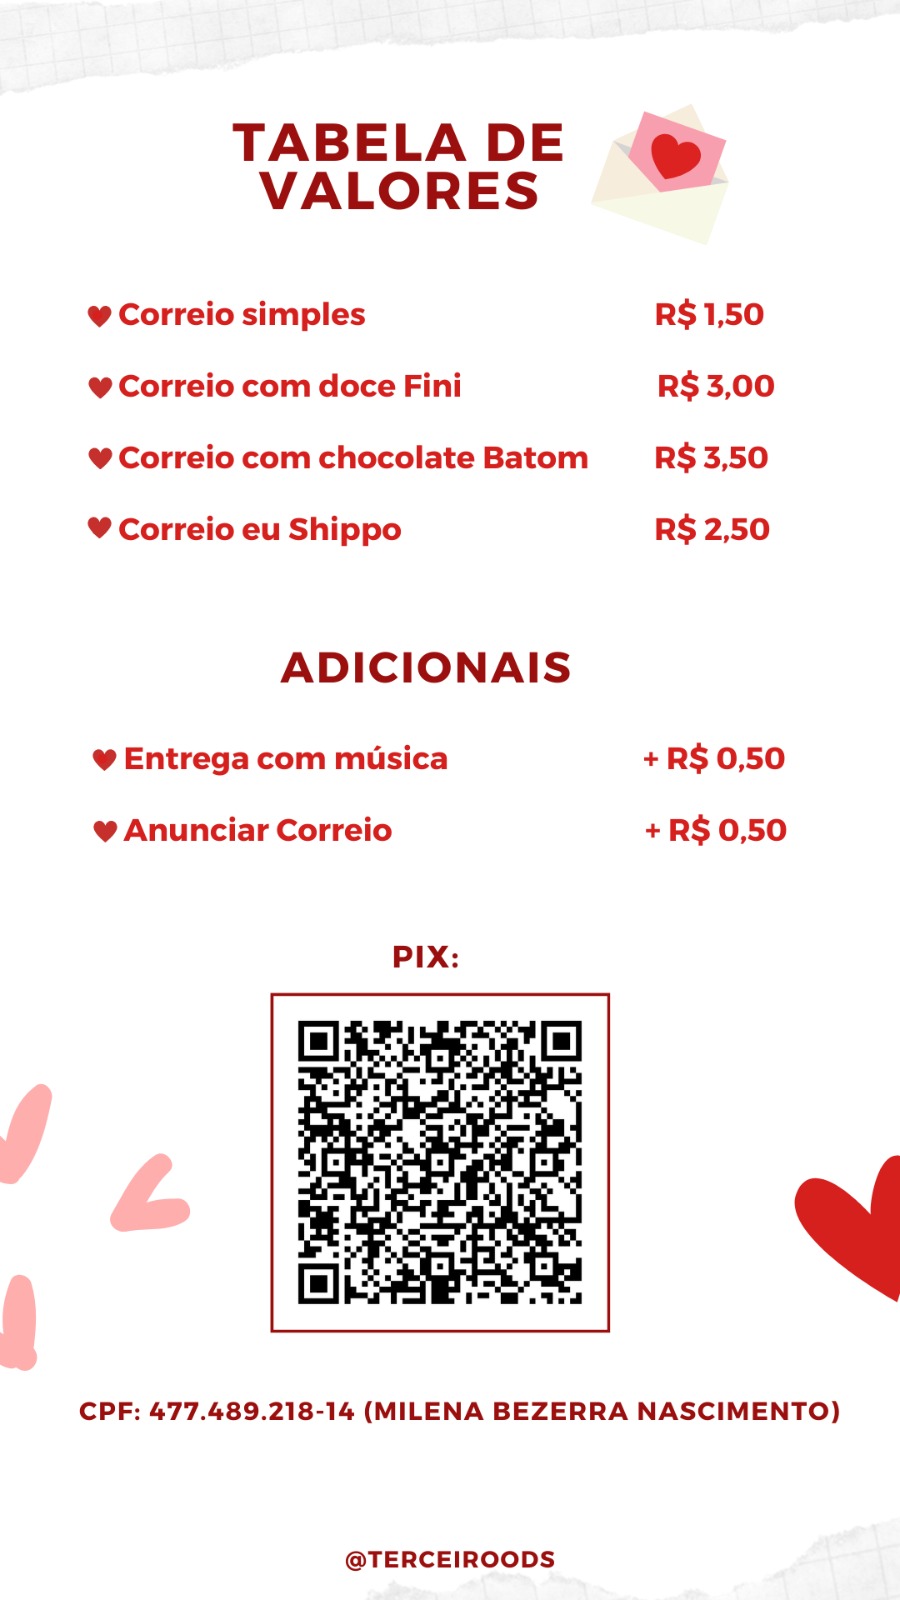 TABELA DE
VALORES
Correio simples R$ 1,50
Correio com doce Fini R$ 3,00
Correio com chocolate Batom R$ 3,50
Correio eu Shippo R$ 2,50
ADICIONAIS
Entrega com música + R$ 0,50
Anunciar Correio + R$ 0,50
PIX:
CPF: 477.489.218-14 (MILENA BEZERRA NASCIMENTO)
@TERCEIROODS